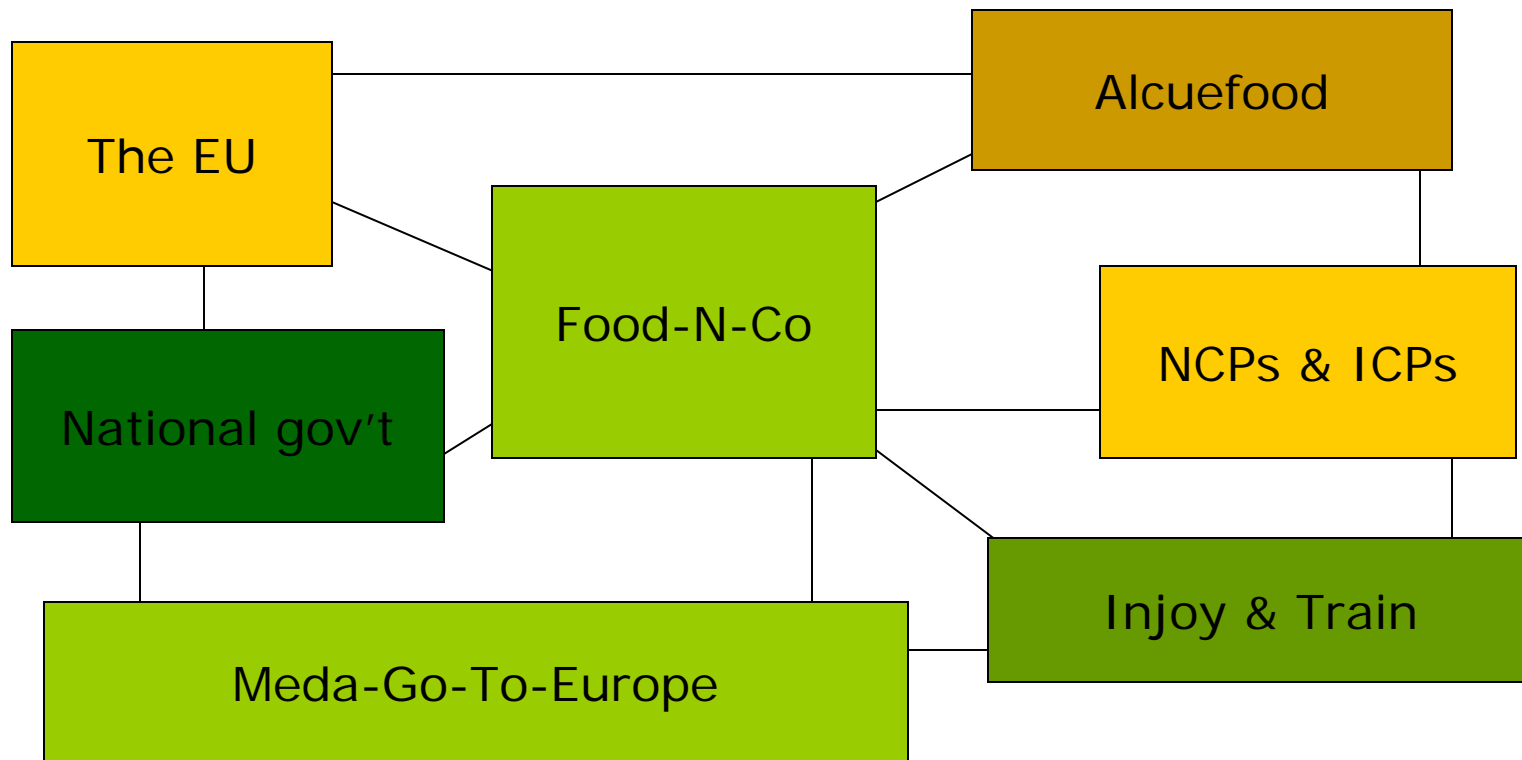 Alcuefood
The EU
Food-N-Co
NCPs & ICPs
National gov’t
Injoy & Train
Meda-Go-To-Europe